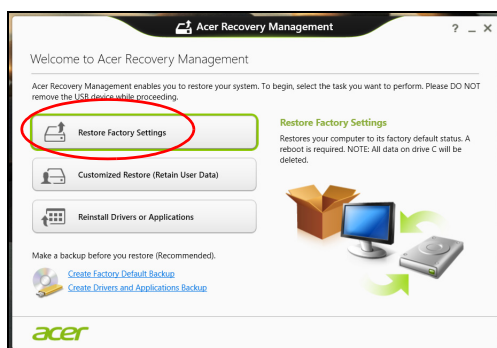 Acer Recovery Management
? _ X
Welcome to Acer Recovery Management
Acer Recovery Management enables you to restore your system. To begin, select the task you want to perform. Please DO NOT
remove the USB device while proceeding.
Restore Factory Settings
Customized Restore (Retain User Data)
Reinstall Drivers or Applications
Restore Factory Settings
Restores your computer to its factory default status. A
reboot is required. NOTE: All data on drive C will be
deleted.
Make a backup before you restore (Recommended).
Create Factory Default Backup
Create Drivers and Applications Backup
acer